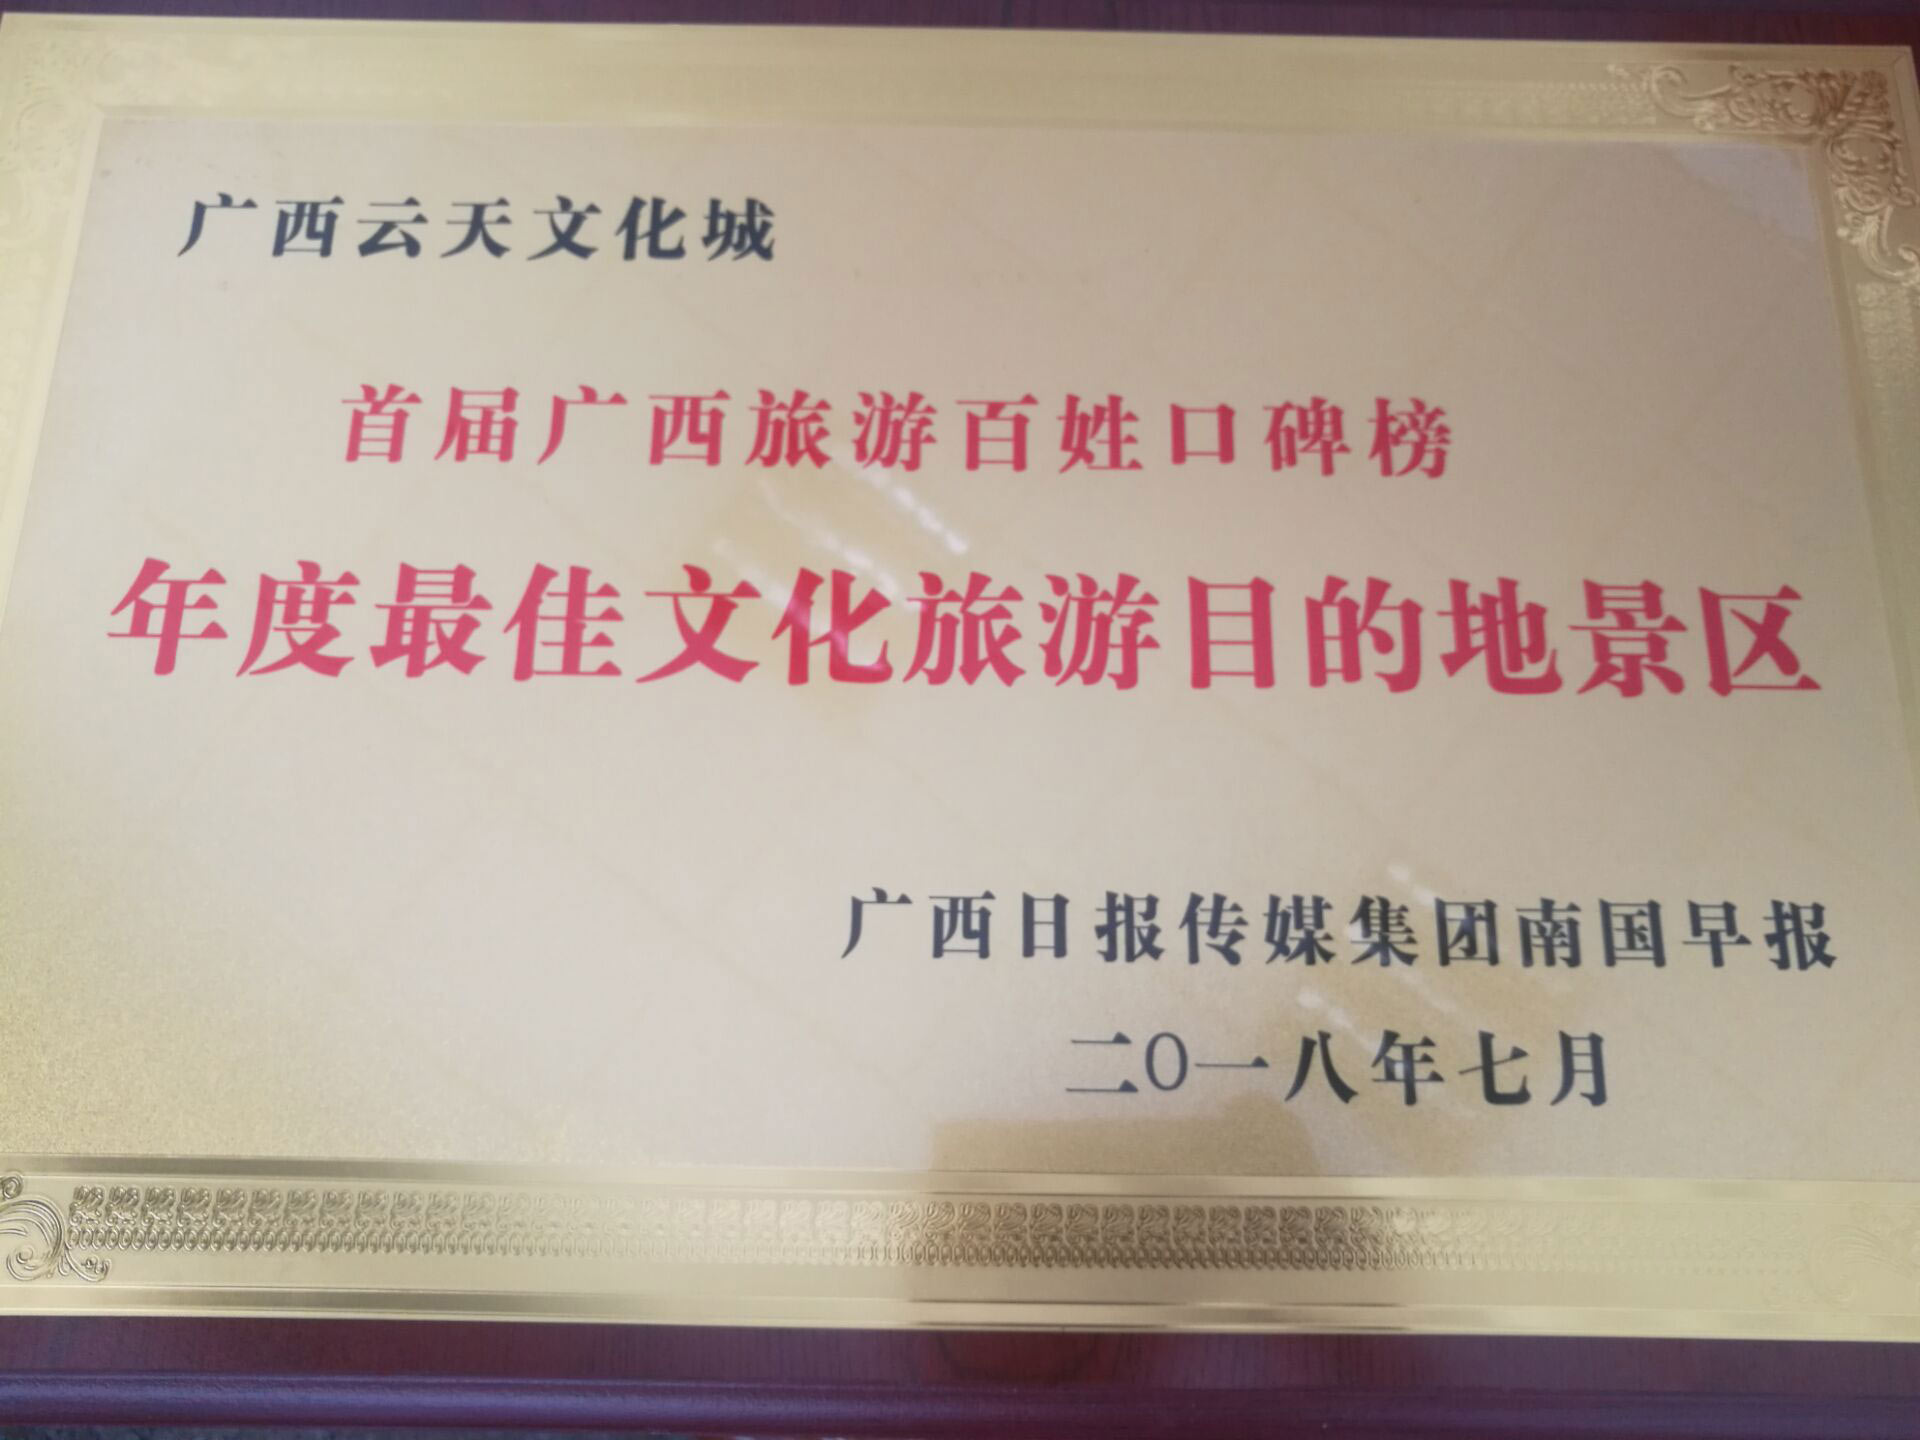 广西云天文化城
首届广西旅游百姓口碑榜
年度最佳文化旅游目的地景区
广西日报传媒集团南国早报
二〇一八年七月